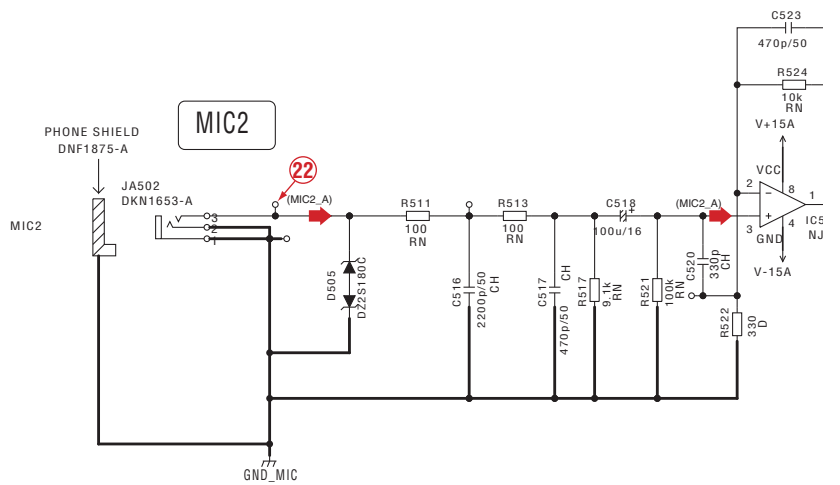 C523
470p/50
R524
10k
RN
MIC2
V+15A
PHONE SHIELD
DNF1875-A
22
JA502
DKN1653-A
VCC
(MIC2_A)
R511
R513
C518
(MIC2_A)
2
8
1
MIC2
3
2
1
100
RN
100
RN
+
100u/16
−
+
3
4
GND
IC5
NJ
V-15A
D505
DZ2S180C
C516
2200p/50
CH
C517
470p/50
CH
R517
9.1k
RN
R521
100k
RN
C520
330p
CH
R522
330
D
GND_MIC